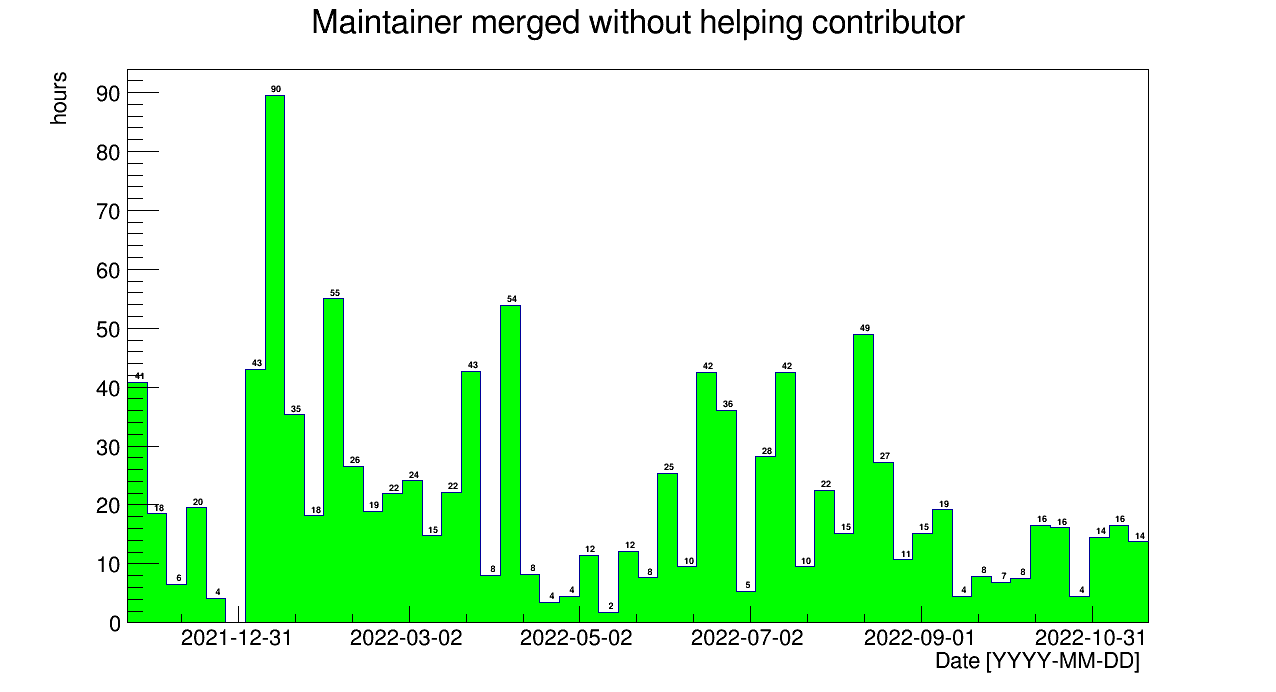 Maintainer merged without helping contributor
hours
90
80
70
60
50
40
30
20
10
0
41 18 6 20 4 43 90 35 18 55 26 19 22 24 15 22 43 8 54 8 4 4 12 2 12 8 25 10 42 36 5 28 42 10 22 15 49 27 11 15 19 4 8 7 8 16 16 4 14 16 14
2021-12-31 2022-03-02 2022-05-02 2022-07-02 2022-09-01 2022-10-31
Date [YYYY-MM-DD]